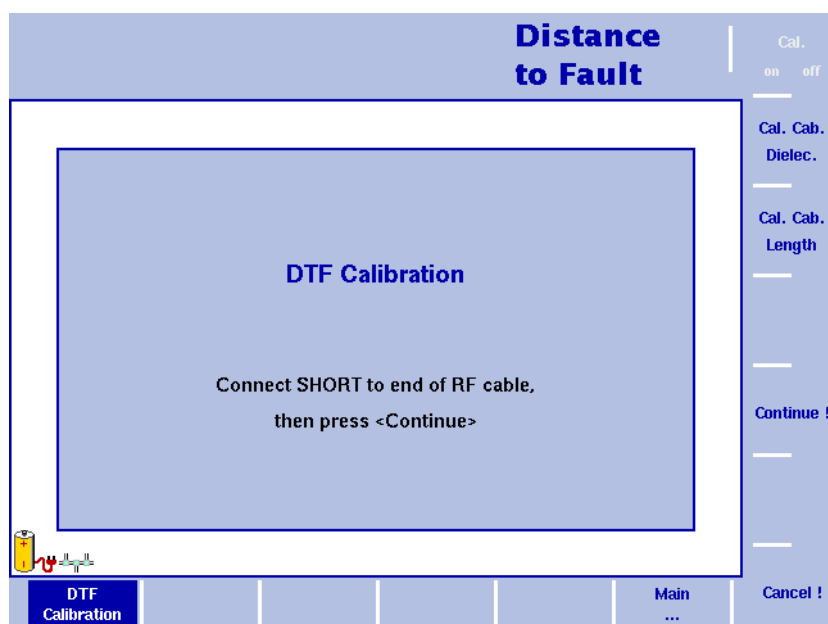 Distance
to Fault
Cal.
on off
Cal. Cab.
Dielec.
Cal. Cab.
Length
DTF Calibration
Connect SHORT to end of RF cable,
then press <Continue>
Continue !
Cancel !
DTF
Calibration
Main
...